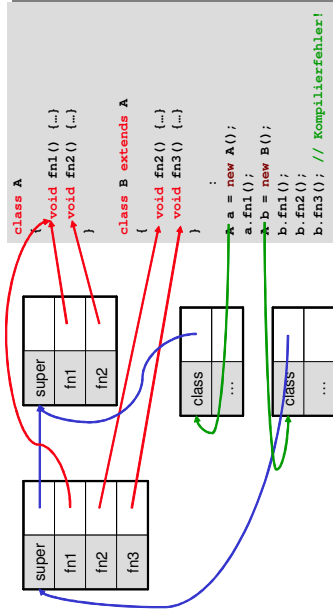 class A
{ void fn1() {…}
void fn2() {…}
}
class B extends A
{ void fn2() {…}
void fn3() {…}
}
:
A a = new A();
a.fn1();
A b = new B();
b.fn1();
b.fn2();
b.fn3(); // Kompilierfehler!
super
fn1
fn2
class
…
class
…
super
fn1
fn2
fn3